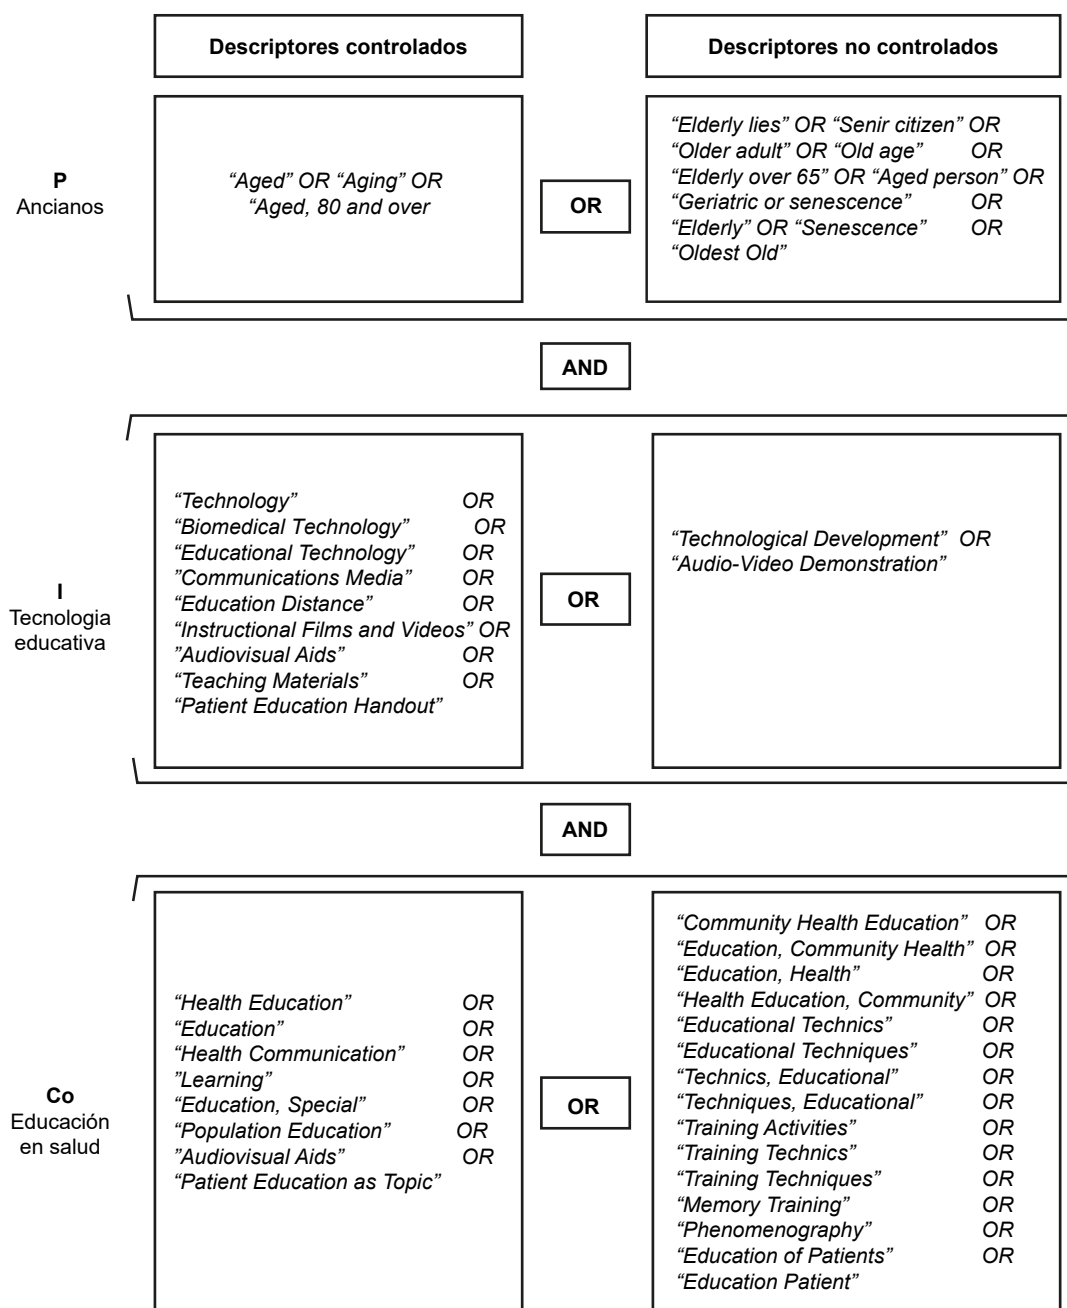 Descriptores controlados
Descriptores no controlados
P
Ancianos
“Aged” OR “Aging” OR
“Aged, 80 and over
OR
“Elderly lies” OR “Senir citizen” OR
“Older adult” OR “Old age” OR
“Elderly over 65” OR “Aged person” OR
“Geriatric or senescence” OR
“Elderly” OR “Senescence” OR
“Oldest Old”
AND
I
Tecnologia
educativa
“Technology” OR
“Biomedical Technology” OR
“Educational Technology” OR
”Communications Media” OR
“Education Distance” OR
“Instructional Films and Videos” OR
”Audiovisual Aids” OR
“Teaching Materials” OR
“Patient Education Handout”
OR
“Technological Development” OR
“Audio-Video Demonstration”
AND
Co
Educación
en salud
“Health Education” OR
“Education” OR
“Health Communication” OR
”Learning” OR
“Education, Special” OR
“Population Education” OR
”Audiovisual Aids” OR
“Patient Education as Topic”
OR
“Community Health Education” OR
“Education, Community Health” OR
“Education, Health” OR
“Health Education, Community” OR
“Educational Technics” OR
“Educational Techniques” OR
“Technics, Educational” OR
“Techniques, Educational” OR
“Training Activities” OR
“Training Technics” OR
“Training Techniques” OR
“Memory Training” OR
“Phenomenography” OR
“Education of Patients” OR
“Education Patient”